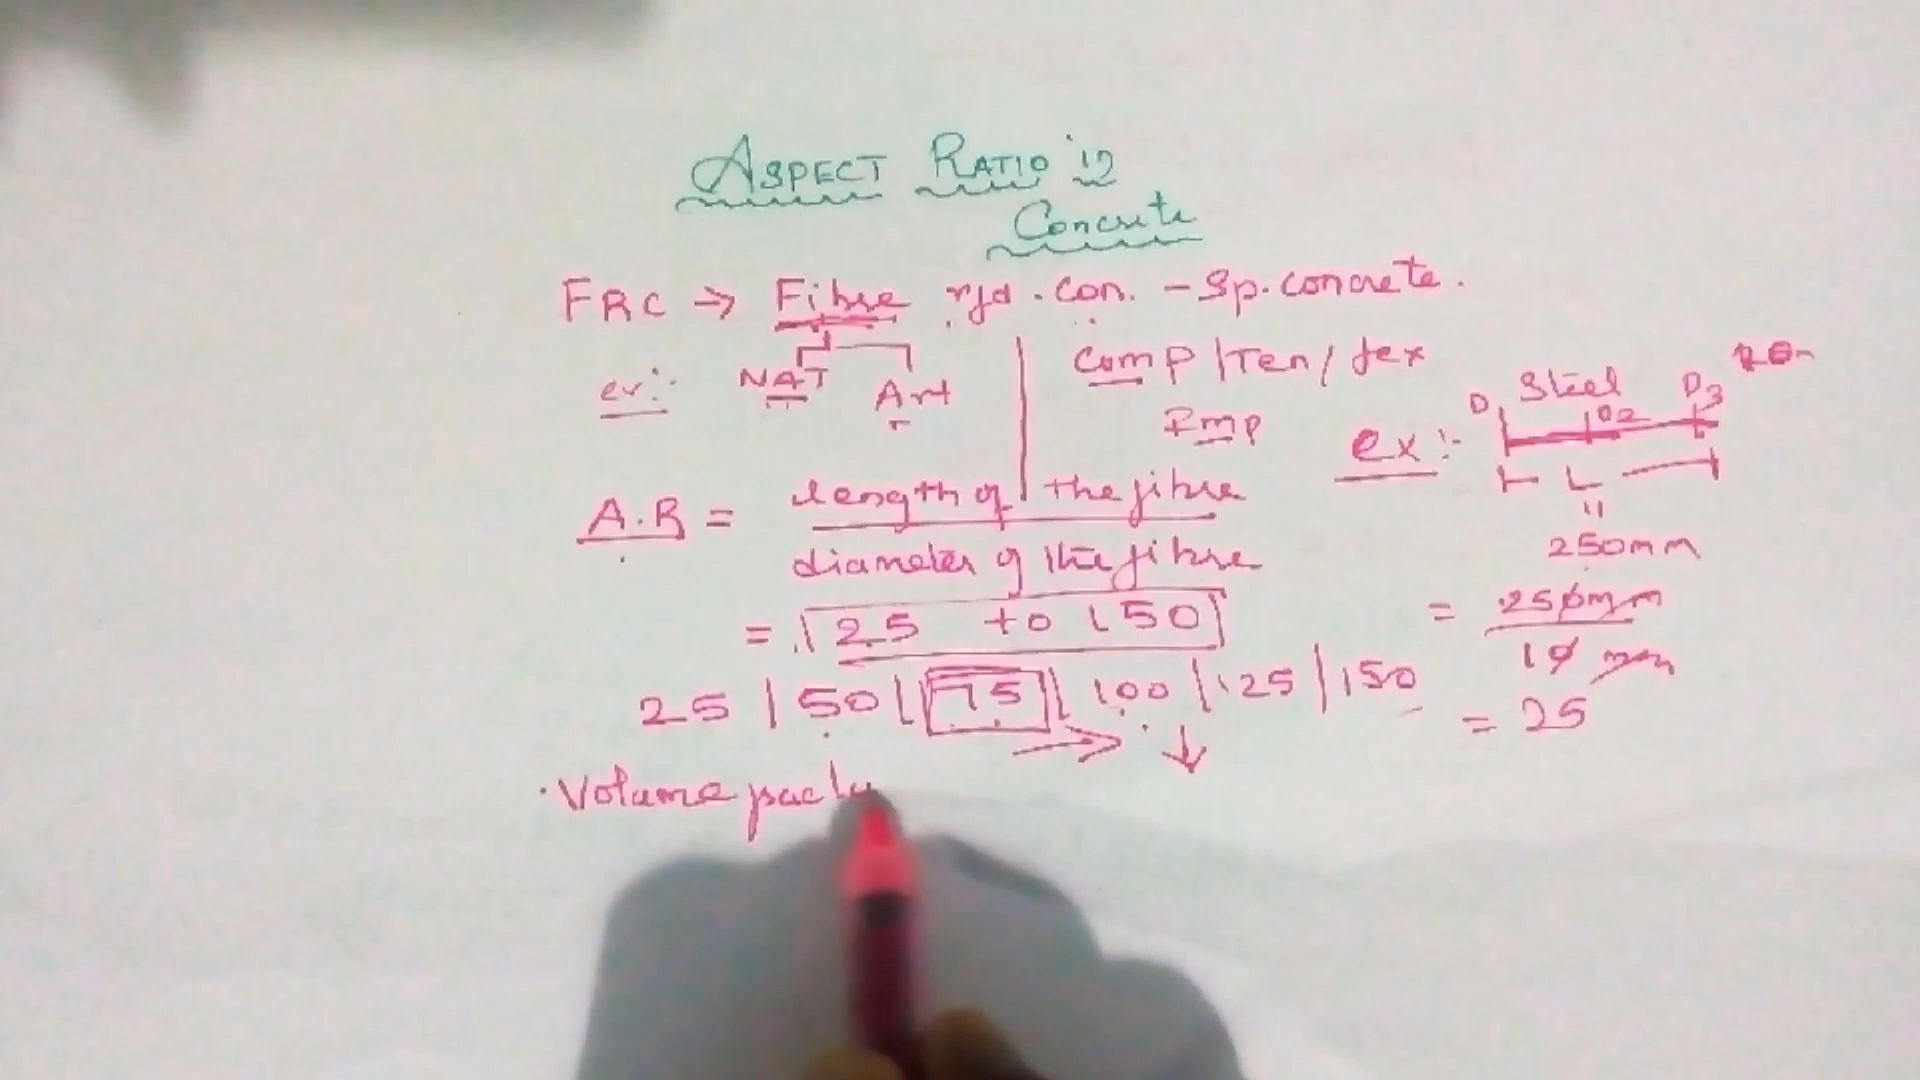 ASPECT RATIO in
Concrete
FRC → Fibre r/d. con. - Sp. concrete.
ex:- NAT Art
Comp / Ten / flex
Imp
A.R = length of the fibre
diameter of the fibre
= 25 to 150
25 | 50 | 75 | 100 | 125 | 150
Volume
ex:- Steel
D D2 D3
L
"
250mm
= 250mm
10 mm
= 25